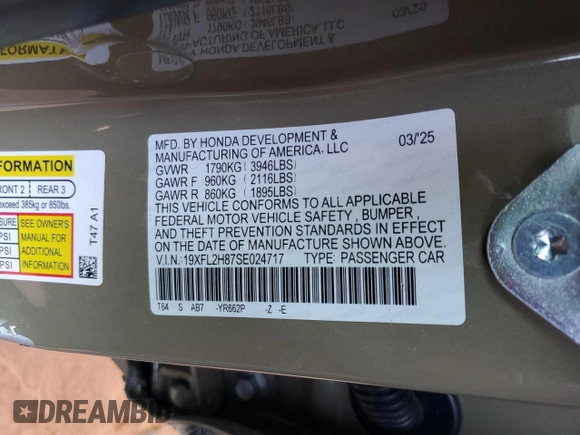 FORMATION
RONT 2 REAR 3
exceed 385kg or 850lbs.
SURE SEE OWNER'S
PSI MANUAL FOR
PSI ADDITIONAL
PSI INFORMATION
T47 A1
MFD. BY HONDA DEVELOPMENT & 03/'25
MANUFACTURING OF AMERICA, LLC
GVWR 1790KG ( 3946LBS)
GAWR F 960KG ( 2116LBS)
GAWR R 860KG ( 1895LBS)
THIS VEHICLE CONFORMS TO ALL APPLICABLE
FEDERAL MOTOR VEHICLE SAFETY , BUMPER ,
AND THEFT PREVENTION STANDARDS IN EFFECT ON
THE DATE OF MANUFACTURE SHOWN ABOVE.
V.I.N.:19XFL2H87SE024717 TYPE: PASSENGER CAR
T64 S AB7 -YR662P -Z -E
DREAMBID